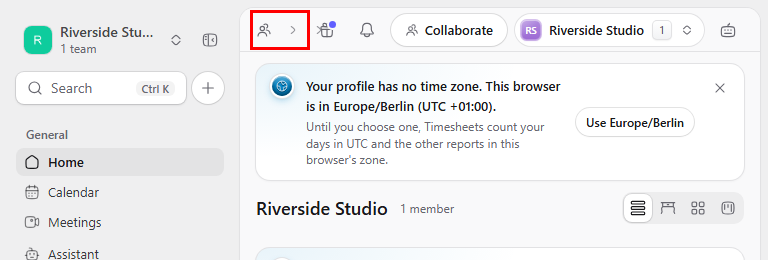 R
Riverside Stu...
1 team
Collaborate
RS
Riverside Studio
1
Search
Ctrl K
Your profile has no time zone. This browser
is in Europe/Berlin (UTC +01:00).
Until you choose one, Timesheets count your
days in UTC and the other reports in this
browser's zone.
Use Europe/Berlin
General
Home
Calendar
Meetings
Assistant
Riverside Studio
1 member